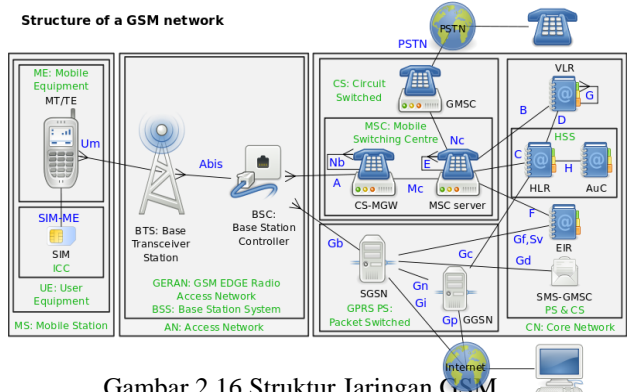 Structure of a GSM network
PSTN
PSTN
ME: Mobile
Equipment
MT/TE
Um
SIM-ME
SIM
ICC
UE: User
Equipment
MS: Mobile Station
Abis
BTS: Base
Transceiver
Station
BSC:
Base Station
Controller
GERAN: GSM EDGE Radio
Access Network
BSS: Base Station System
AN: Access Network
CS: Circuit
Switched
GMSC
MSC: Mobile
Switching Centre
Nc
Nb
E
A
Mc
CS-MGW
MSC server
VLR
G
B
D
HSS
C
H
HLR
AuC
F
EIR
Gf,Sv
Gb
Gc
Gd
Gn
Gi
SGSN
GPRS PS:
Packet Switched
Gp
GGSN
SMS-GMSC
PS & CS
CN: Core Network
Internet
Gambar 2.16 Struktur Jaringan GSM